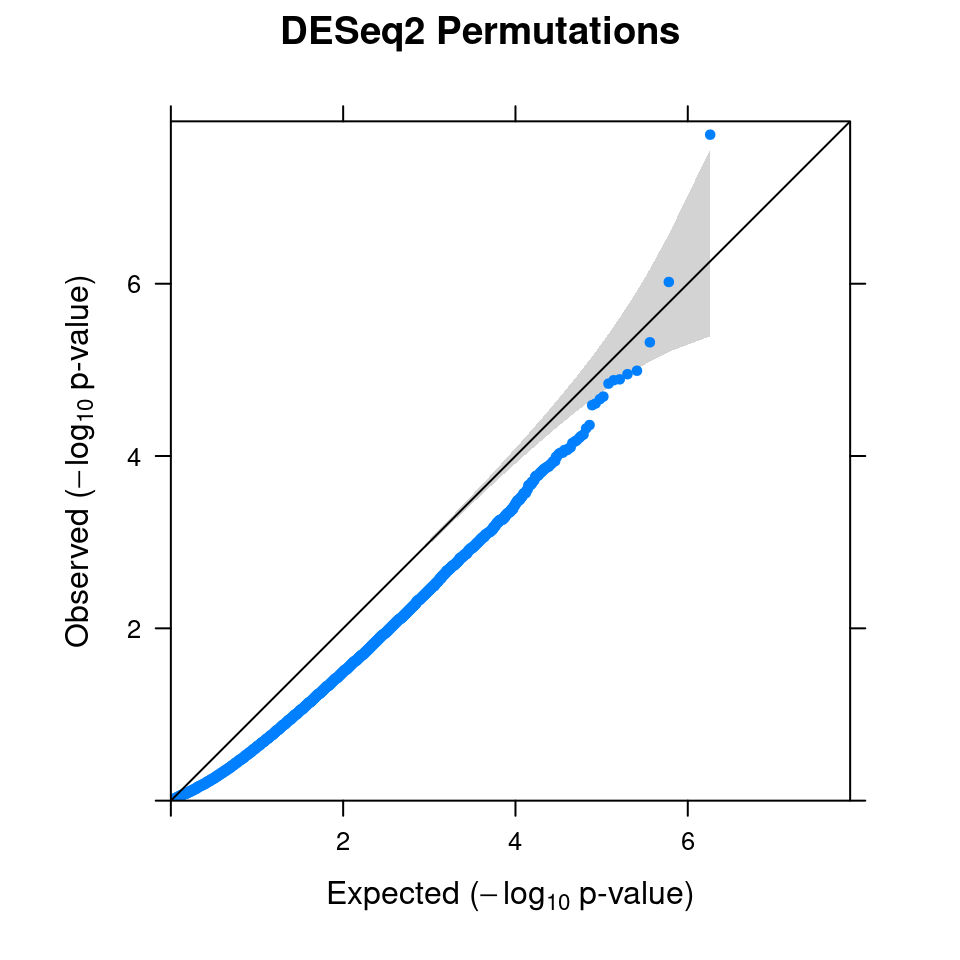 DESeq2 Permutations
Observed (−log₁₀ p-value)
6
4
2
2 4 6
Expected (−log₁₀ p-value)